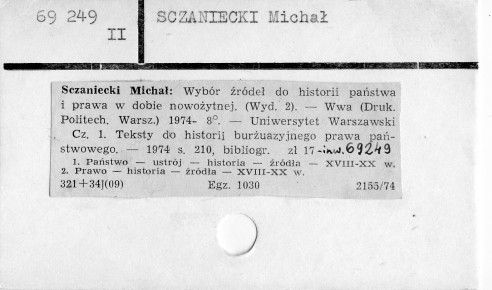 69 249
II
SCZANIECKI Michał
Sczaniecki Michał: Wybór źródeł do historii państwa
i prawa w dobie nowożytnej. (Wyd. 2). — Wwa (Druk.
Politech. Warsz.) 1974- 8°. — Uniwersytet Warszawski
Cz. 1. Teksty do historii burżuazyjnego prawa pań-
stwowego. — 1974 s. 210, bibliogr. zł 17 -inw. 69249
1. Państwo — ustrój — historia — źródła — XVIII-XX w.
2. Prawo — historia — źródła — XVIII-XX w.
321+34](09) Egz. 1030 2155/74